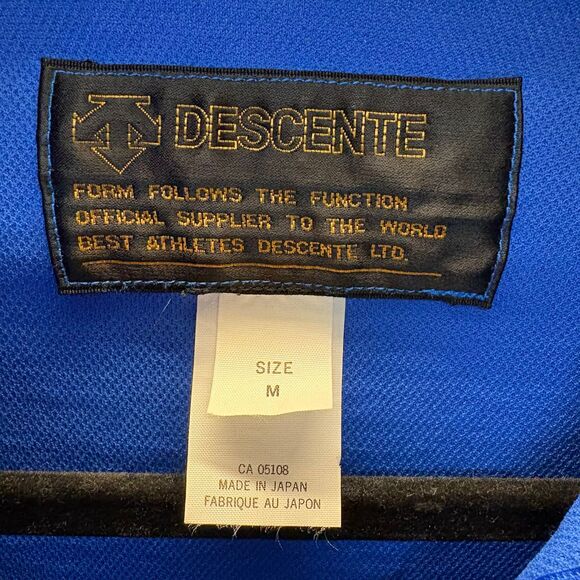 DESCENTE
FORM FOLLOWS THE FUNCTION
OFFICIAL SUPPLIER TO THE WORLD
BEST ATHLETES DESCENTE LTD.
SIZE
M
CA 05108
MADE IN JAPAN
FABRIQUE AU JAPON